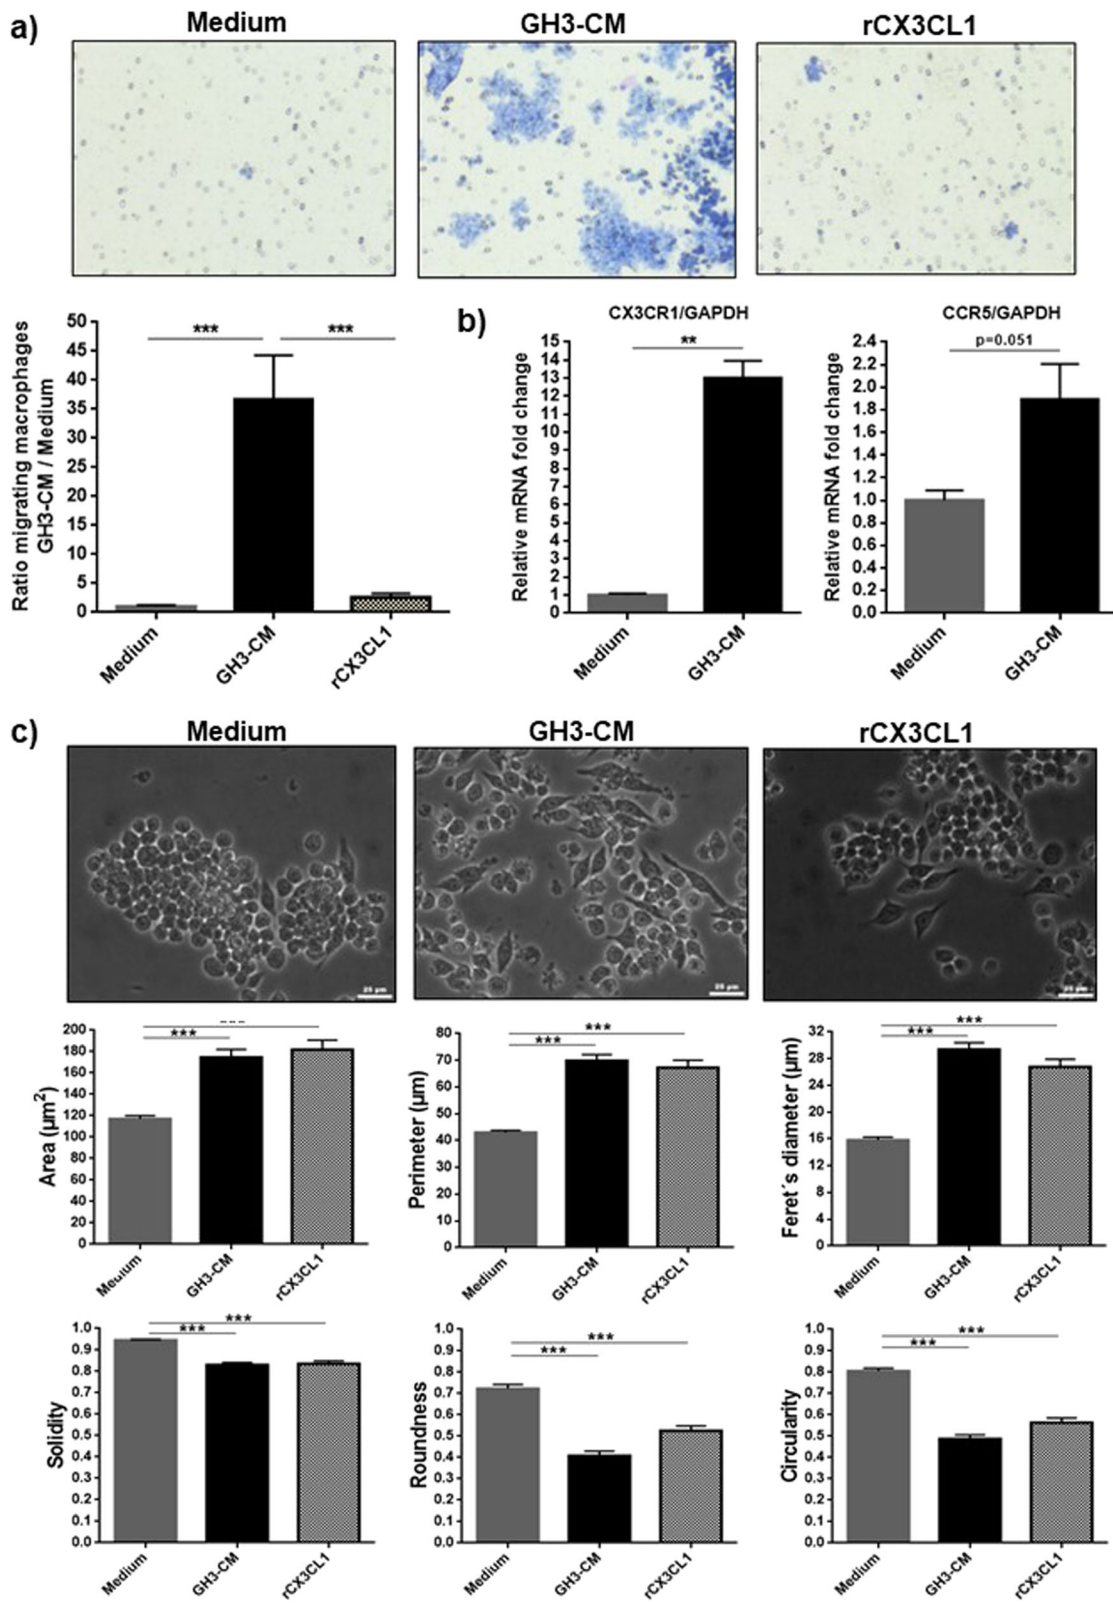 a)
Medium
GH3-CM
rCX3CL1
50
45
40
35
30
25
20
15
10
5
0
Ratio migrating macrophages
GH3-CM / Medium
***
***
Medium
GH3-CM
rCX3CL1
b)
CX3CR1/GAPDH
15
14
13
12
11
10
9
8
7
6
5
4
3
2
1
0
Relative mRNA fold change
**
Medium
GH3-CM
CCR5/GAPDH
2.4
2.2
2.0
1.8
1.6
1.4
1.2
1.0
0.8
0.6
0.4
0.2
0.0
Relative mRNA fold change
p=0.051
Medium
GH3-CM
c)
Medium
GH3-CM
rCX3CL1
25 µm
25 µm
25 µm
200
180
160
140
120
100
80
60
40
20
0
Area (µm²)
***
Medium
GH3-CM
rCX3CL1
80
70
60
50
40
30
20
10
0
Perimeter (µm)
***
***
Medium
GH3-CM
rCX3CL1
32
28
24
20
16
12
8
4
0
Feret´s diameter (µm)
***
***
Medium
GH3-CM
rCX3CL1
1.0
0.9
0.8
0.7
0.6
0.5
0.4
0.3
0.2
0.1
0.0
Solidity
***
***
Medium
GH3-CM
rCX3CL1
1.0
0.9
0.8
0.7
0.6
0.5
0.4
0.3
0.2
0.1
0.0
Roundness
***
***
Medium
GH3-CM
rCX3CL1
1.0
0.9
0.8
0.7
0.6
0.5
0.4
0.3
0.2
0.1
0.0
Circularity
***
***
Medium
GH3-CM
rCX3CL1